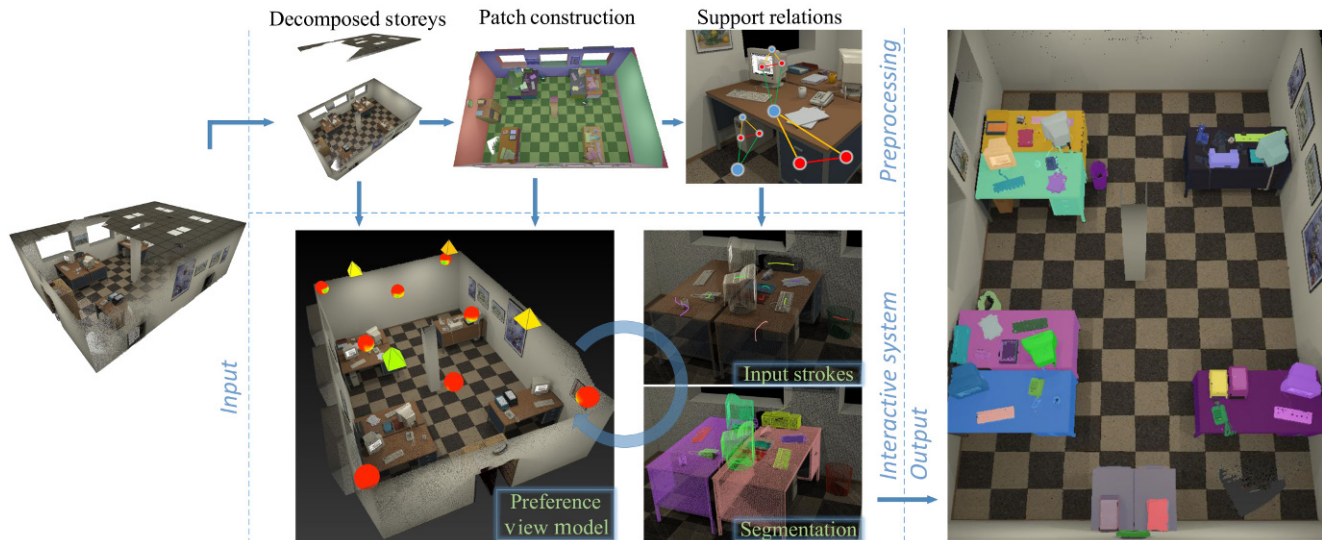 Decomposed storeys
Patch construction
Support relations
Preprocessing
Input
Preference
view model
Input strokes
Segmentation
Interactive system
Output